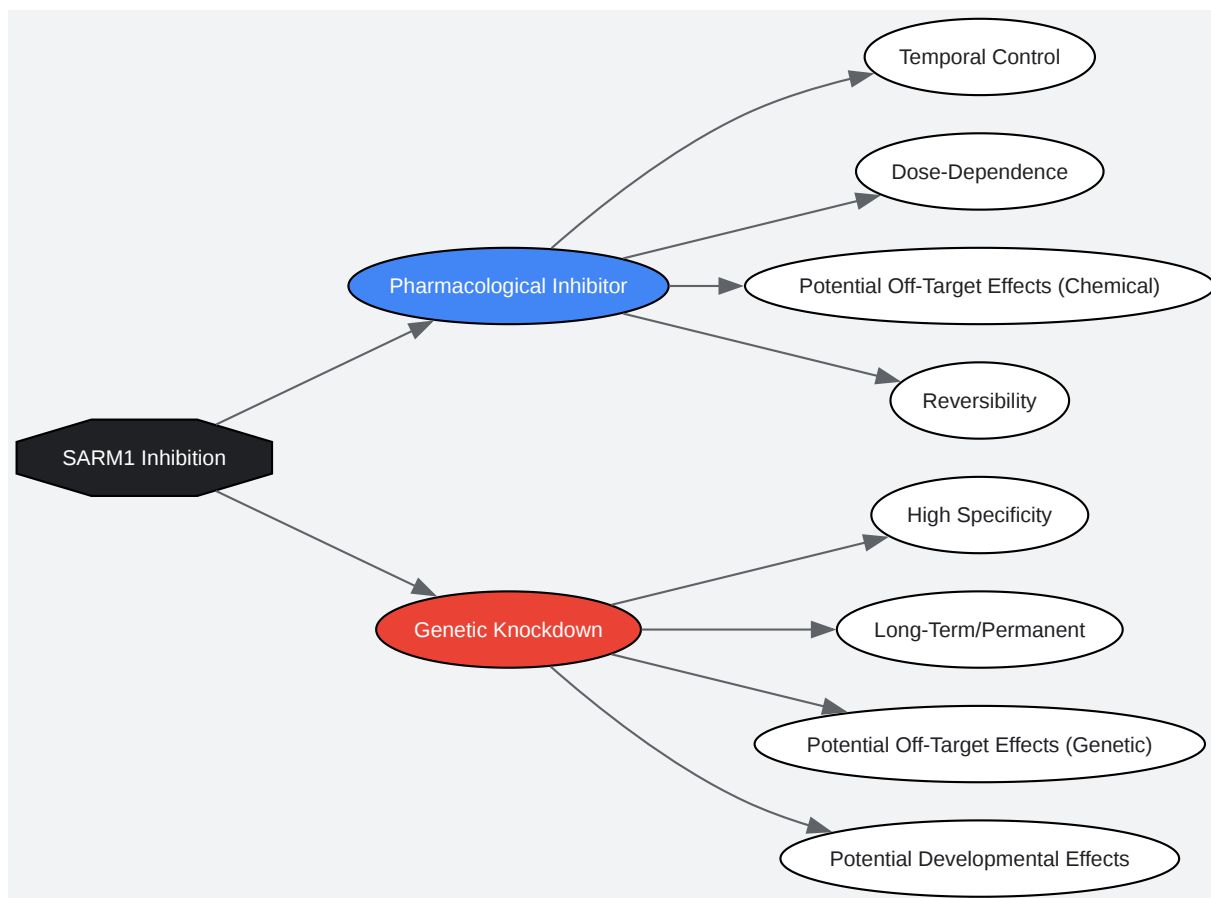 Temporal Control
Dose-Dependence
Pharmacological Inhibitor
Potential Off-Target Effects (Chemical)
Reversibility
SARM1 Inhibition
High Specificity
Genetic Knockdown
Long-Term/Permanent
Potential Off-Target Effects (Genetic)
Potential Developmental Effects